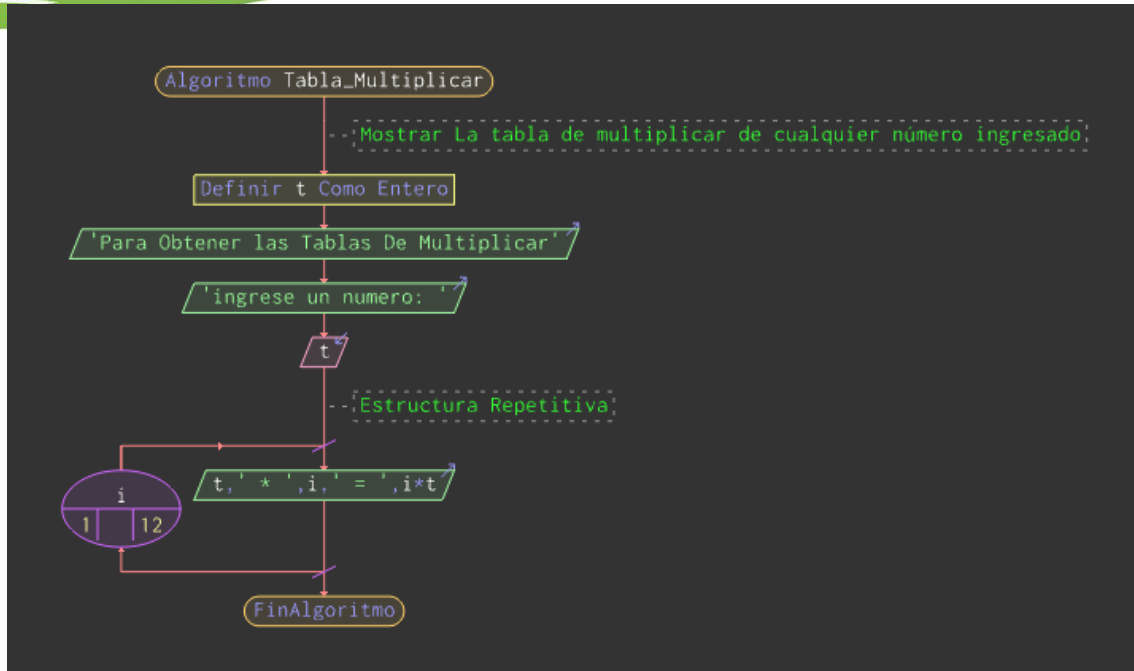 Algoritmo Tabla_Multiplicar
Mostrar La tabla de multiplicar de cualquier número ingresado
Definir t Como Entero
'Para Obtener las Tablas De Multiplicar'
'ingrese un numero: '
t
Estructura Repetitiva
t,' * ',i,' = ',i*t
i
1 12
FinAlgoritmo